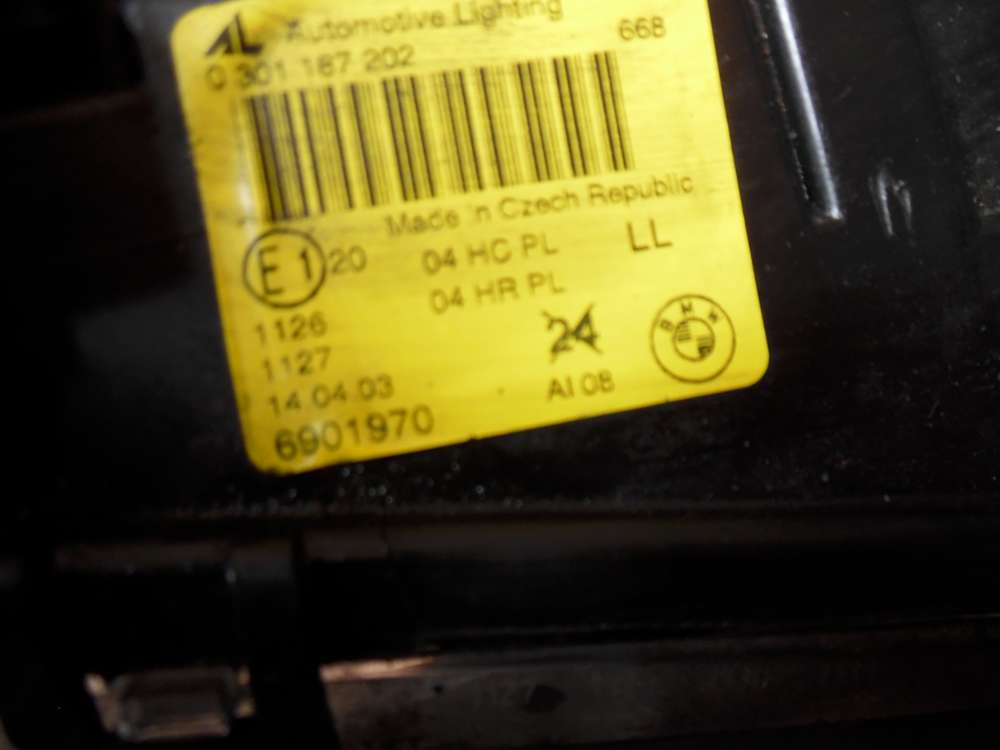 AL Automotive Lighting
0 301 187 202 668
Made in Czech Republic
E1 20 04 HC PL LL
04 HR PL
1126
1127 24
14.04.03 AI 08
6901970
BMW